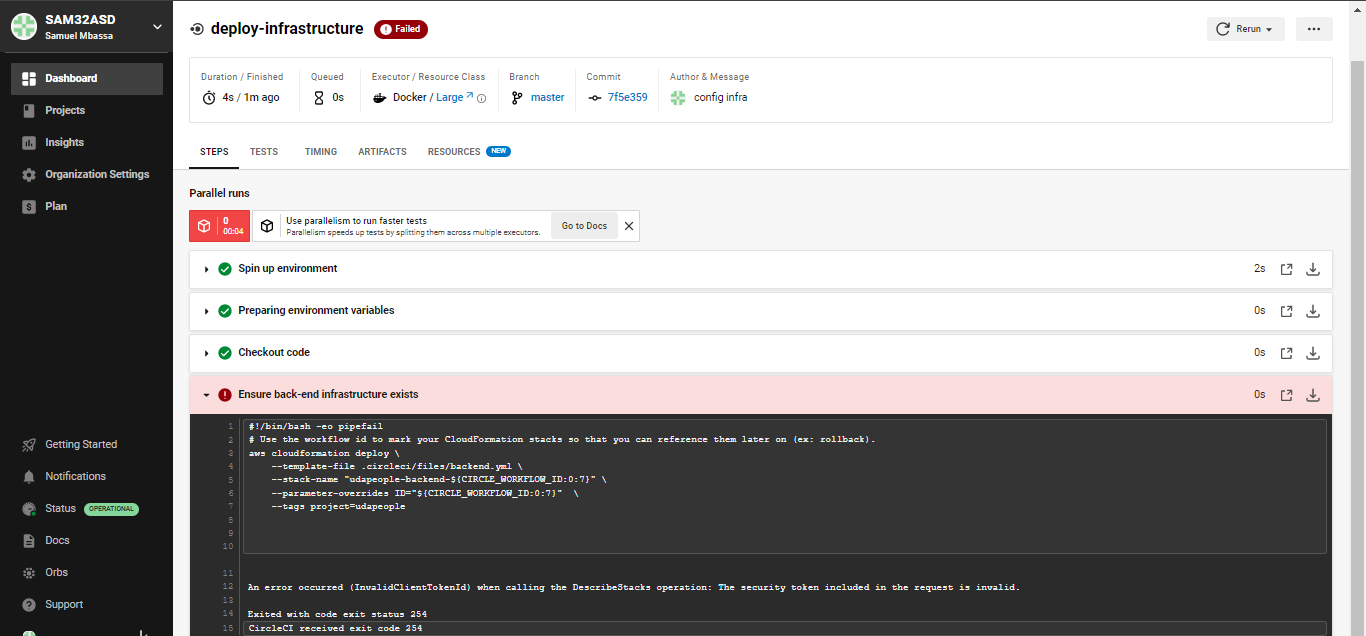 SAM32ASD
Samuel Mbassa
Dashboard
Projects
Insights
Organization Settings
Plan
Getting Started
Notifications
Status OPERATIONAL
Docs
Orbs
Support
deploy-infrastructure Failed
Rerun
Duration / Finished Queued Executor / Resource Class Branch Commit Author & Message
4s / 1m ago 0s Docker / Large master 7f5e359 config infra
STEPS TESTS TIMING ARTIFACTS RESOURCES NEW
Parallel runs
0
00:04
Use parallelism to run faster tests
Parallelism speeds up tests by splitting them across multiple executors.
Go to Docs
Spin up environment 2s
Preparing environment variables 0s
Checkout code 0s
Ensure back-end infrastructure exists 0s
1 #!/bin/bash -eo pipefail
2 # Use the workflow id to mark your CloudFormation stacks so that you can reference them later on (ex: rollback).
3 aws cloudformation deploy \
4 --template-file .circleci/files/backend.yml \
5 --stack-name "udapeople-backend-${CIRCLE_WORKFLOW_ID:0:7}" \
6 --parameter-overrides ID="${CIRCLE_WORKFLOW_ID:0:7}" \
7 --tags project=udapeople
8
9
10
11
12 An error occurred (InvalidClientTokenId) when calling the DescribeStacks operation: The security token included in the request is invalid.
13
14 Exited with code exit status 254
15 CircleCI received exit code 254